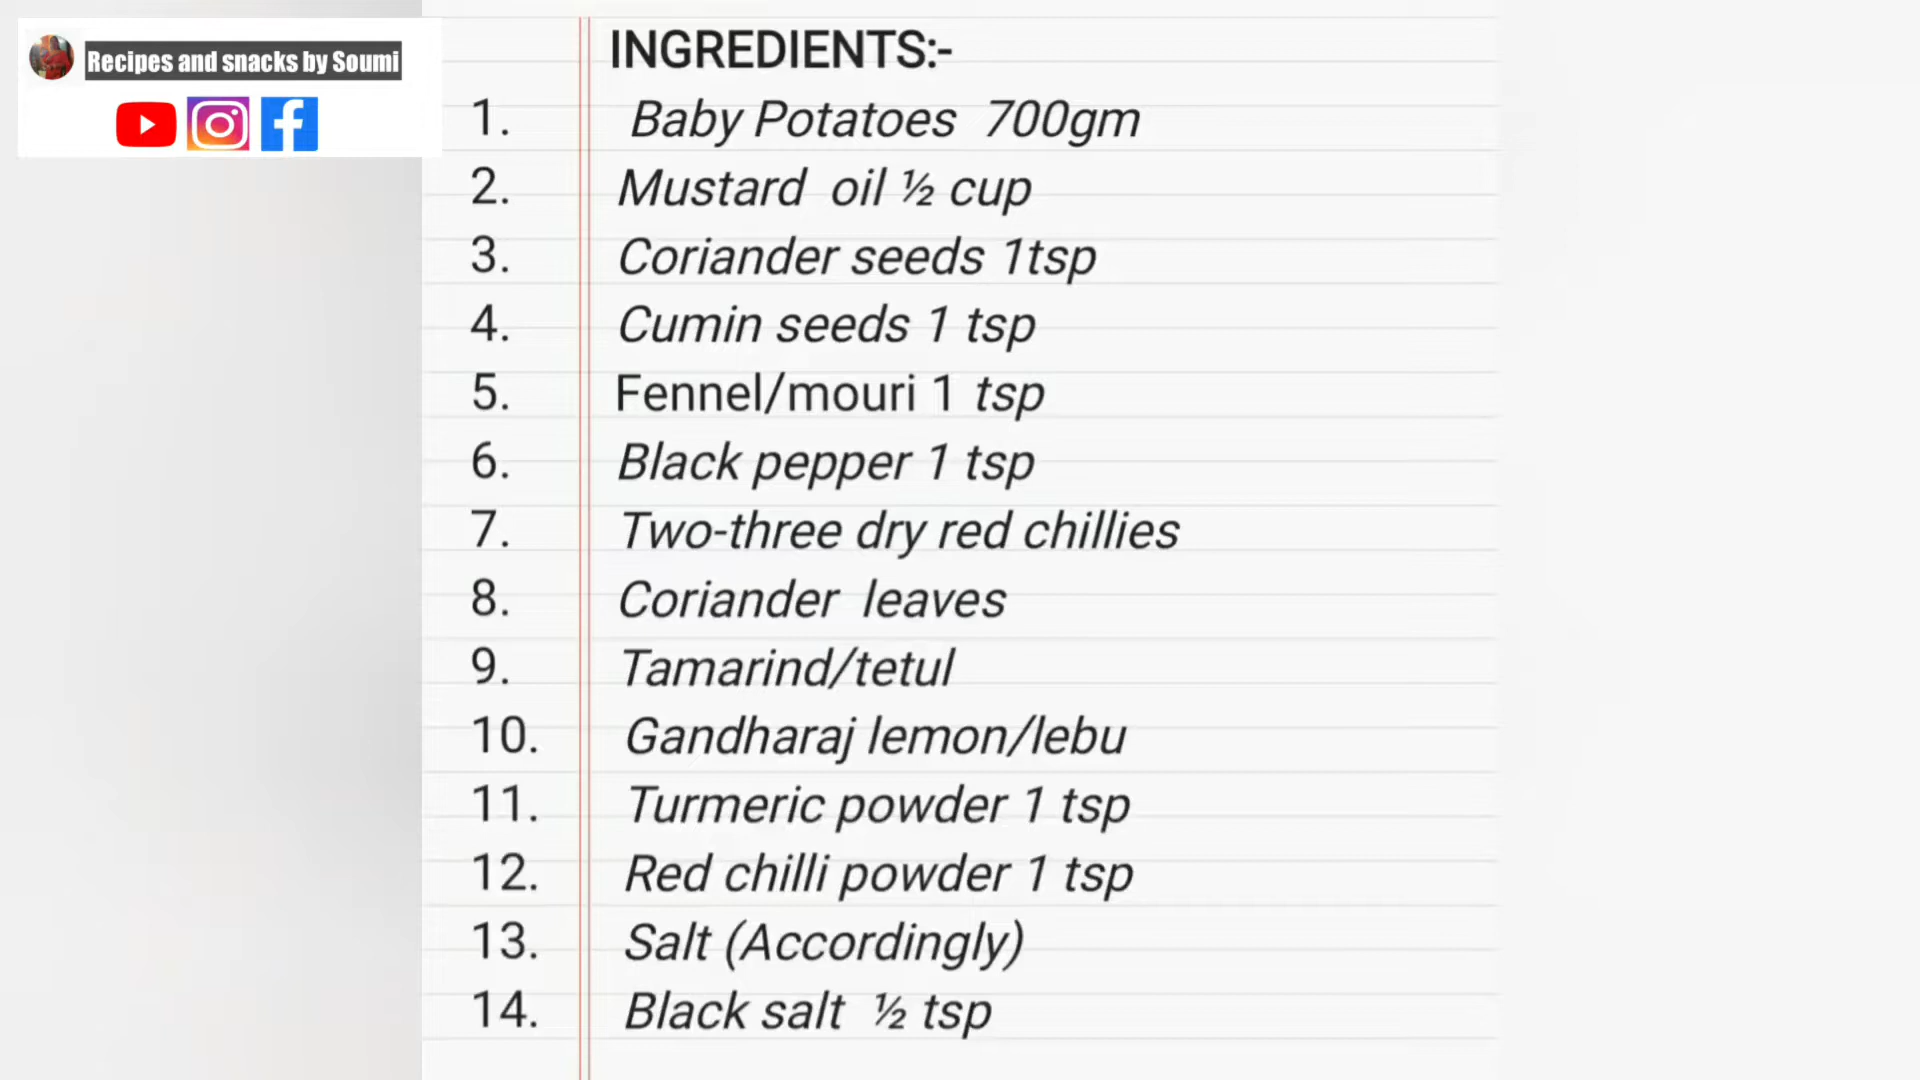 Recipes and snacks by Soumi
INGREDIENTS:-
1. Baby Potatoes 700gm
2. Mustard oil ½ cup
3. Coriander seeds 1tsp
4. Cumin seeds 1 tsp
5. Fennel/mouri 1 tsp
6. Black pepper 1 tsp
7. Two-three dry red chillies
8. Coriander leaves
9. Tamarind/tetul
10. Gandharaj lemon/lebu
11. Turmeric powder 1 tsp
12. Red chilli powder 1 tsp
13. Salt (Accordingly)
14. Black salt ½ tsp